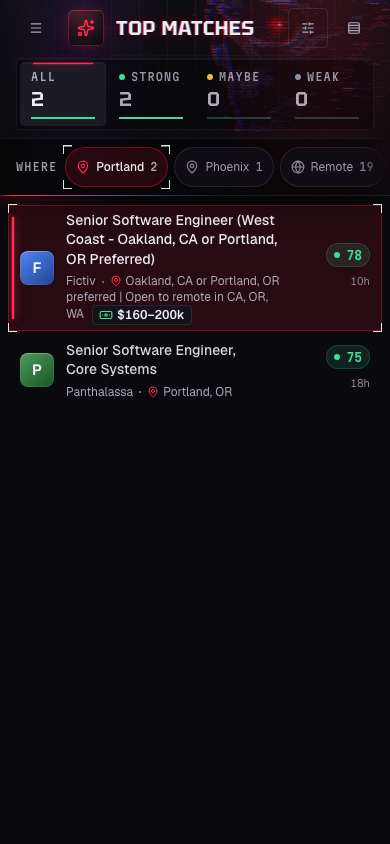 TOP MATCHES
ALL
2
STRONG
2
MAYBE
0
WEAK
0
WHERE
Portland 2
Phoenix 1
Remote 19
F
Senior Software Engineer (West
Coast - Oakland, CA or Portland,
OR Preferred)
Fictiv · Oakland, CA or Portland, OR
preferred | Open to remote in CA, OR,
WA $160–200k
78
10h
P
Senior Software Engineer,
Core Systems
Panthalassa · Portland, OR
75
18h